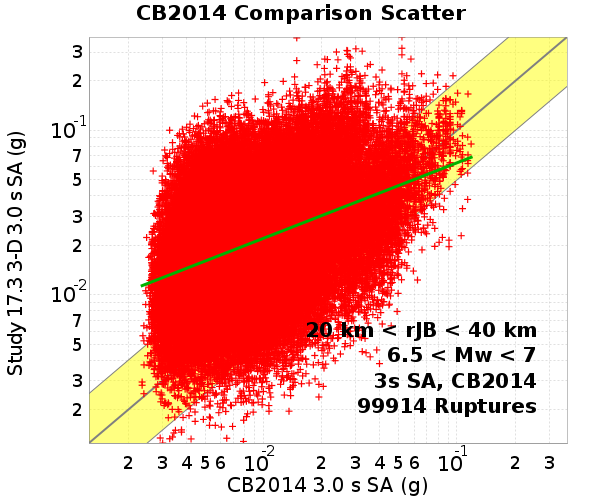 CB2014 Comparison Scatter
Study 17.3 3-D 3.0 s SA (g)
3
2
10-1
7
5
3
2
10-2
7
5
3
2
20 km < rJB < 40 km
6.5 < Mw < 7
3s SA, CB2014
99914 Ruptures
2 3 4 5 6 10-2 2 3 4 5 6 10-1 2 3
CB2014 3.0 s SA (g)